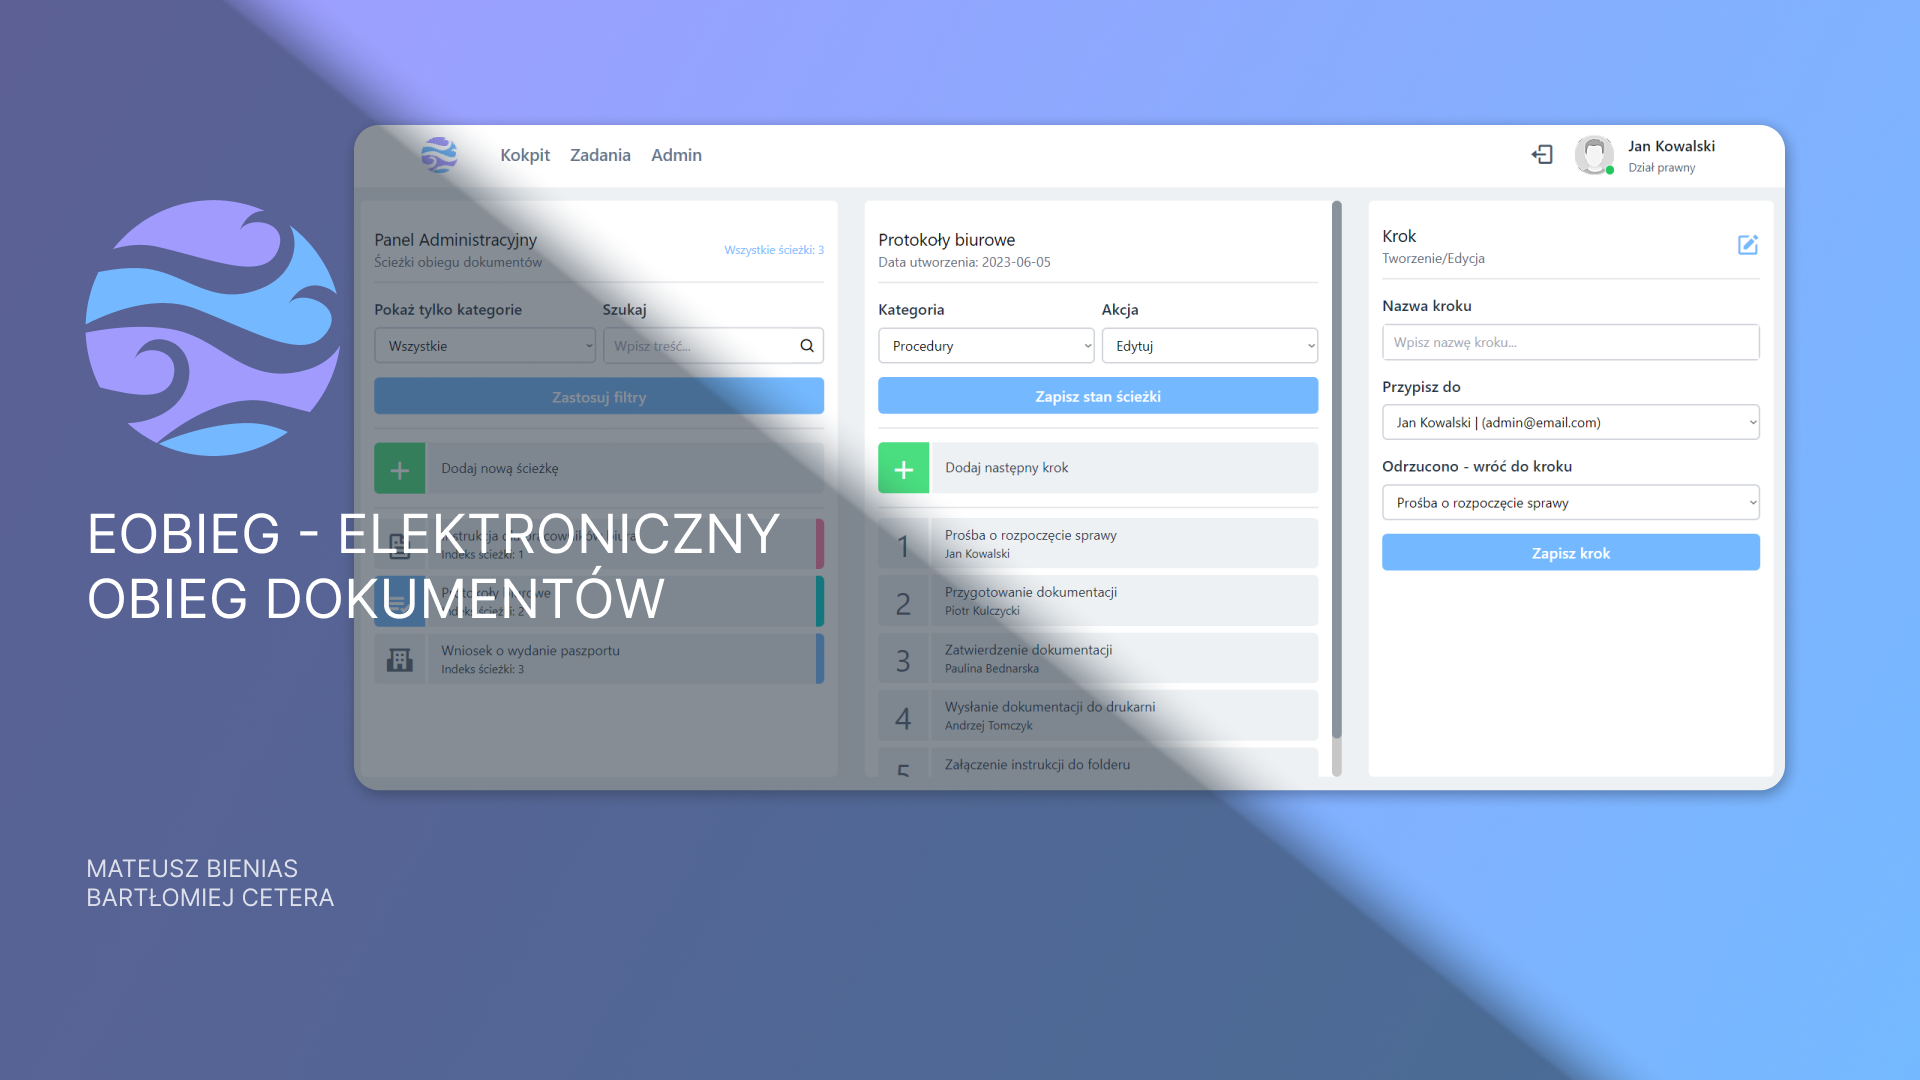 Kokpit Zadania Admin
Jan Kowalski
Dział prawny
Panel Administracyjny
Ścieżki obiegu dokumentów
Wszystkie ścieżki: 3
Pokaż tylko kategorie
Szukaj
Wszystkie
Wpisz treść...
Zastosuj filtry
Dodaj nową ścieżkę
Instrukcja dla pracowników biura
Indeks ścieżki: 1
Protokoły biurowe
Indeks ścieżki: 2
Wniosek o wydanie paszportu
Indeks ścieżki: 3
Protokoły biurowe
Data utworzenia: 2023-06-05
Kategoria
Akcja
Procedury
Edytuj
Zapisz stan ścieżki
Dodaj następny krok
1
Prośba o rozpoczęcie sprawy
Jan Kowalski
2
Przygotowanie dokumentacji
Piotr Kulczycki
3
Zatwierdzenie dokumentacji
Paulina Bednarska
4
Wysłanie dokumentacji do drukarni
Andrzej Tomczyk
5
Załączenie instrukcji do folderu
Krok
Tworzenie/Edycja
Nazwa kroku
Wpisz nazwę kroku...
Przypisz do
Jan Kowalski | (admin@email.com)
Odrzucono - wróć do kroku
Prośba o rozpoczęcie sprawy
Zapisz krok
EOBIEG - ELEKTRONICZNY
OBIEG DOKUMENTÓW
MATEUSZ BIENIAS
BARTŁOMIEJ CETERA